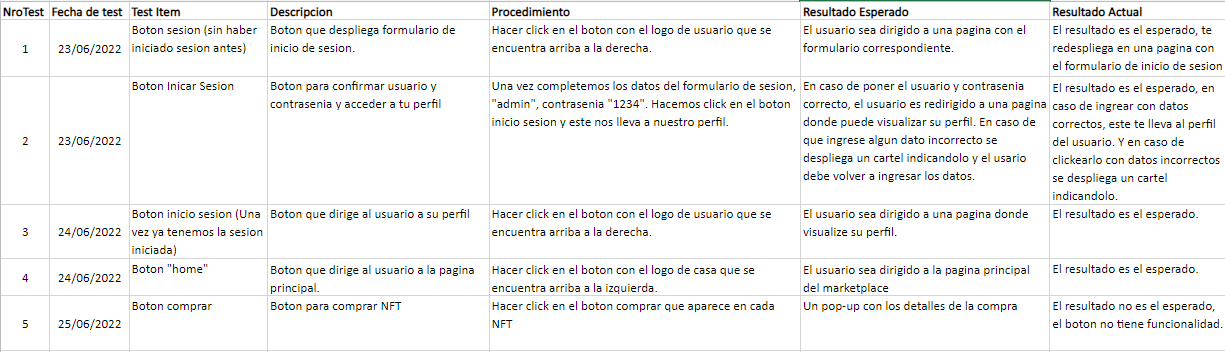 NroTest Fecha de test Test Item Descripcion Procedimiento Resultado Esperado Resultado Actual
1
23/06/2022
Boton sesion (sin haber
iniciado sesion antes)
Boton que despliega formulario de
inicio de sesion.
Hacer click en el boton con el logo de usuario que se
encuentra arriba a la derecha.
El usuario sea dirigido a una pagina con el
formulario correspondiente.
El resultado es el esperado, te
redespliega en una pagina con
el formulario de inicio de sesion
2
23/06/2022
Boton Inicar Sesion
Boton para confirmar usuario y
contrasenia y acceder a tu perfil
Una vez completemos los datos del formulario de sesion,
"admin", contrasenia "1234". Hacemos click en el boton
inicio sesion y este nos lleva a nuestro perfil.
En caso de poner el usuario y contrasenia
correcto, el usuario es redirigido a una pagina
donde puede visualizar su perfil. En caso de
que ingrese algun dato incorrecto se
despliega un cartel indicandolo y el usario
debe volver a ingresar los datos.
El resultado es el esperado, en
caso de ingrear con datos
correctos, este te lleva al perfil
del usuario. Y en caso de
clickearlo con datos incorrectos
se despliega un cartel
indicandolo.
3
24/06/2022
Boton inicio sesion (Una
vez ya tenemos la sesion
iniciada)
Boton que dirige al usuario a su perfil
Hacer click en el boton con el logo de usuario que se
encuentra arriba a la derecha.
El usuario sea dirigido a una pagina donde
visualize su perfil.
El resultado es el esperado.
4
24/06/2022
Boton "home"
Boton que dirige al usuario a la pagina
principal.
Hacer click en el boton con el logo de casa que se
encuentra arriba a la izquierda.
El usuario sea dirigido a la pagina principal
del marketplace
El resultado es el esperado.
5
25/06/2022
Boton comprar
Boton para comprar NFT
Hacer click en el boton comprar que aparece en cada
NFT
Un pop-up con los detalles de la compra
El resultado no es el esperado,
el boton no tiene funcionalidad.